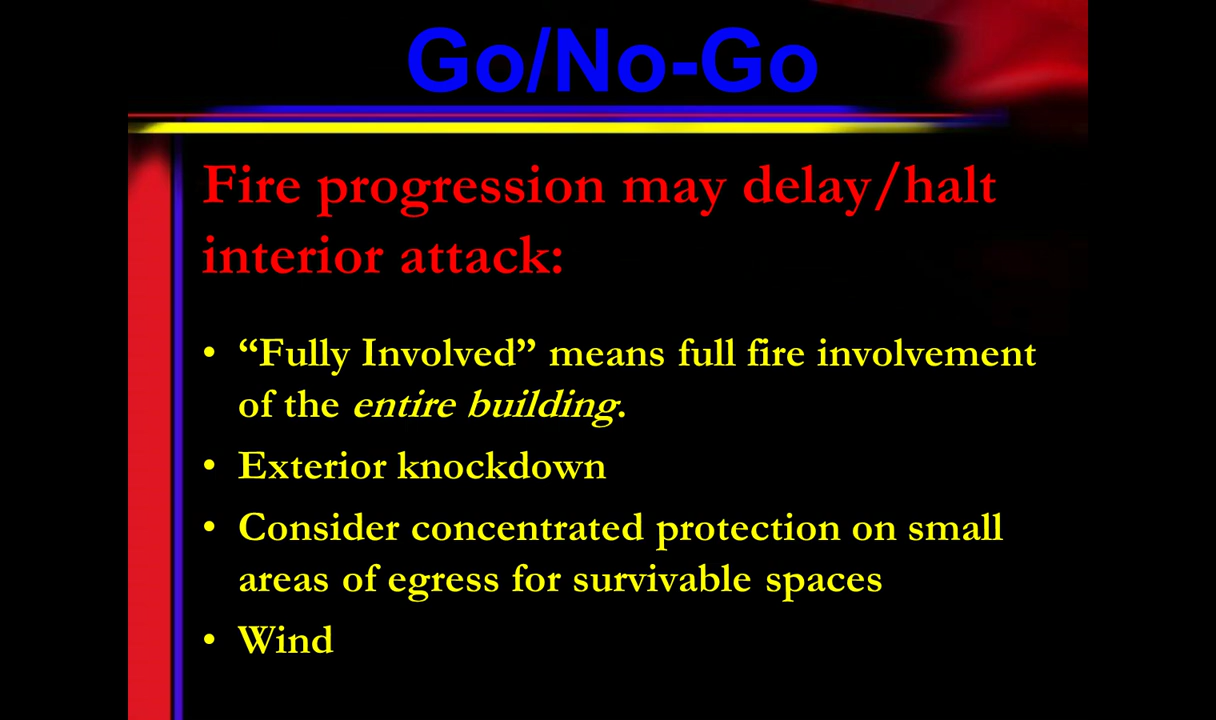 Go/No-Go
Fire progression may delay/halt
interior attack:
• “Fully Involved” means full fire involvement
of the entire building.
• Exterior knockdown
• Consider concentrated protection on small
areas of egress for survivable spaces
• Wind